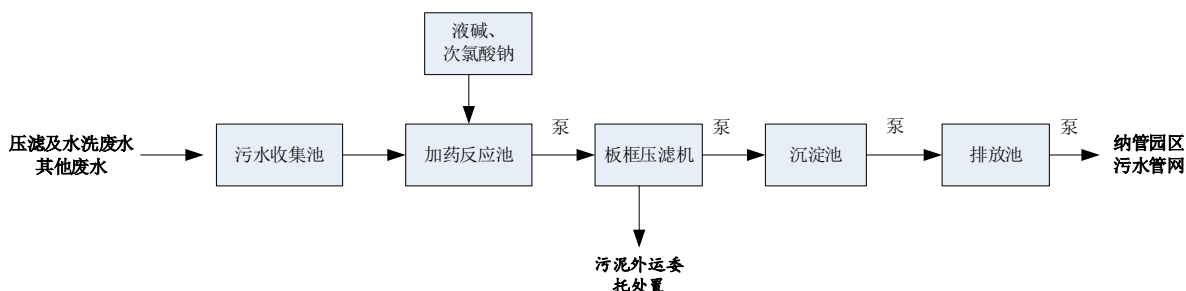 液碱、
次氯酸钠
压滤及水洗废水
其他废水
污水收集池
加药反应池
泵
板框压滤机
泵
沉淀池
泵
排放池
泵
纳管园区
污水管网
污泥外运委
托处置